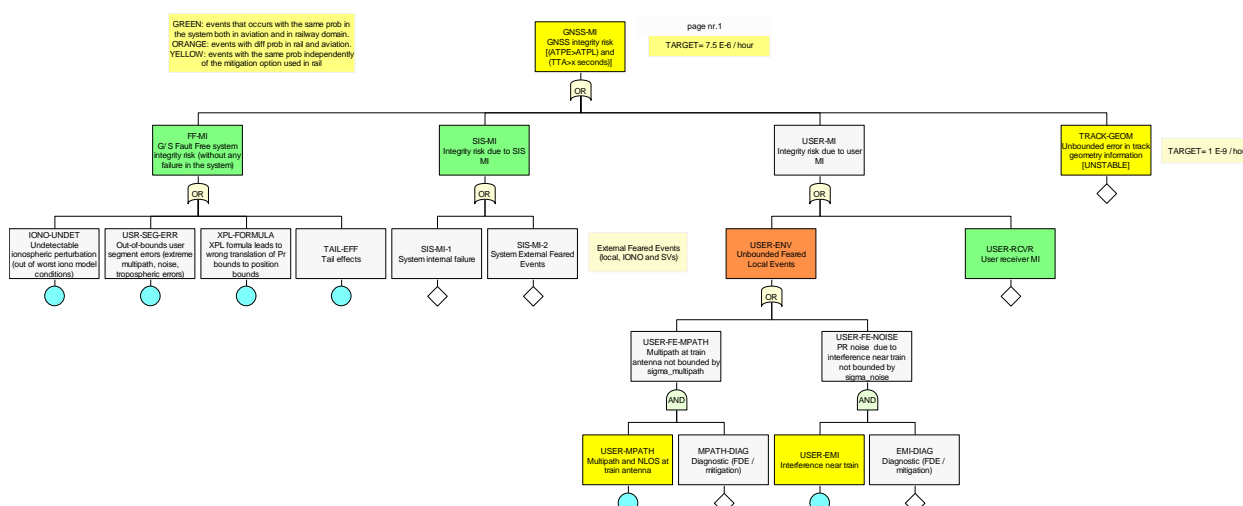 GREEN: events that occurs with the same prob in
the system both in aviation and in railway domain.
ORANGE: events with diff prob in rail and aviation.
YELLOW: events with the same prob independently
of the mitigation option used in rail
GNSS-MI
GNSS integrity risk
[(ATPE>ATPL) and
(TTA>x seconds)]
page nr.1
TARGET= 7.5 E-6 / hour
OR
FF-MI
G/ S Fault Free system
integrity risk (without any
failure in the system)
SIS-MI
Integrity risk due to SIS
MI
USER-MI
Integrity risk due to user
MI
TRACK-GEOM
Unbounded error in track
geometry information
[UNSTABLE]
TARGET= 1 E-9 / hou
OR
OR
OR
IONO-UNDET
Undetectable
ionospheric perturbation
(out of worst iono model
conditions)
USR-SEG-ERR
Out-of-bounds user
segment errors (extreme
multipath, noise,
tropospheric errors)
XPL-FORMULA
XPL formula leads to
wrong translation of Pr
bounds to position
bounds
TAIL-EFF
Tail effects
SIS-MI-1
System internal failure
SIS-MI-2
System External Feared
Events
External Feared Events
(local, IONO and SVs)
USER-ENV
Unbounded Feared
Local Events
USER-RCVR
User receiver MI
OR
USER-FE-MPATH
Multipath at train
antenna not bounded by
sigma_multipath
USER-FE-NOISE
PR noise due to
interference near train
not bounded by
sigma_noise
AND
AND
USER-MPATH
Multipath and NLOS at
train antenna
MPATH-DIAG
Diagnostic (FDE /
mitigation)
USER-EMI
Interference near train
EMI-DIAG
Diagnostic (FDE /
mitigation)